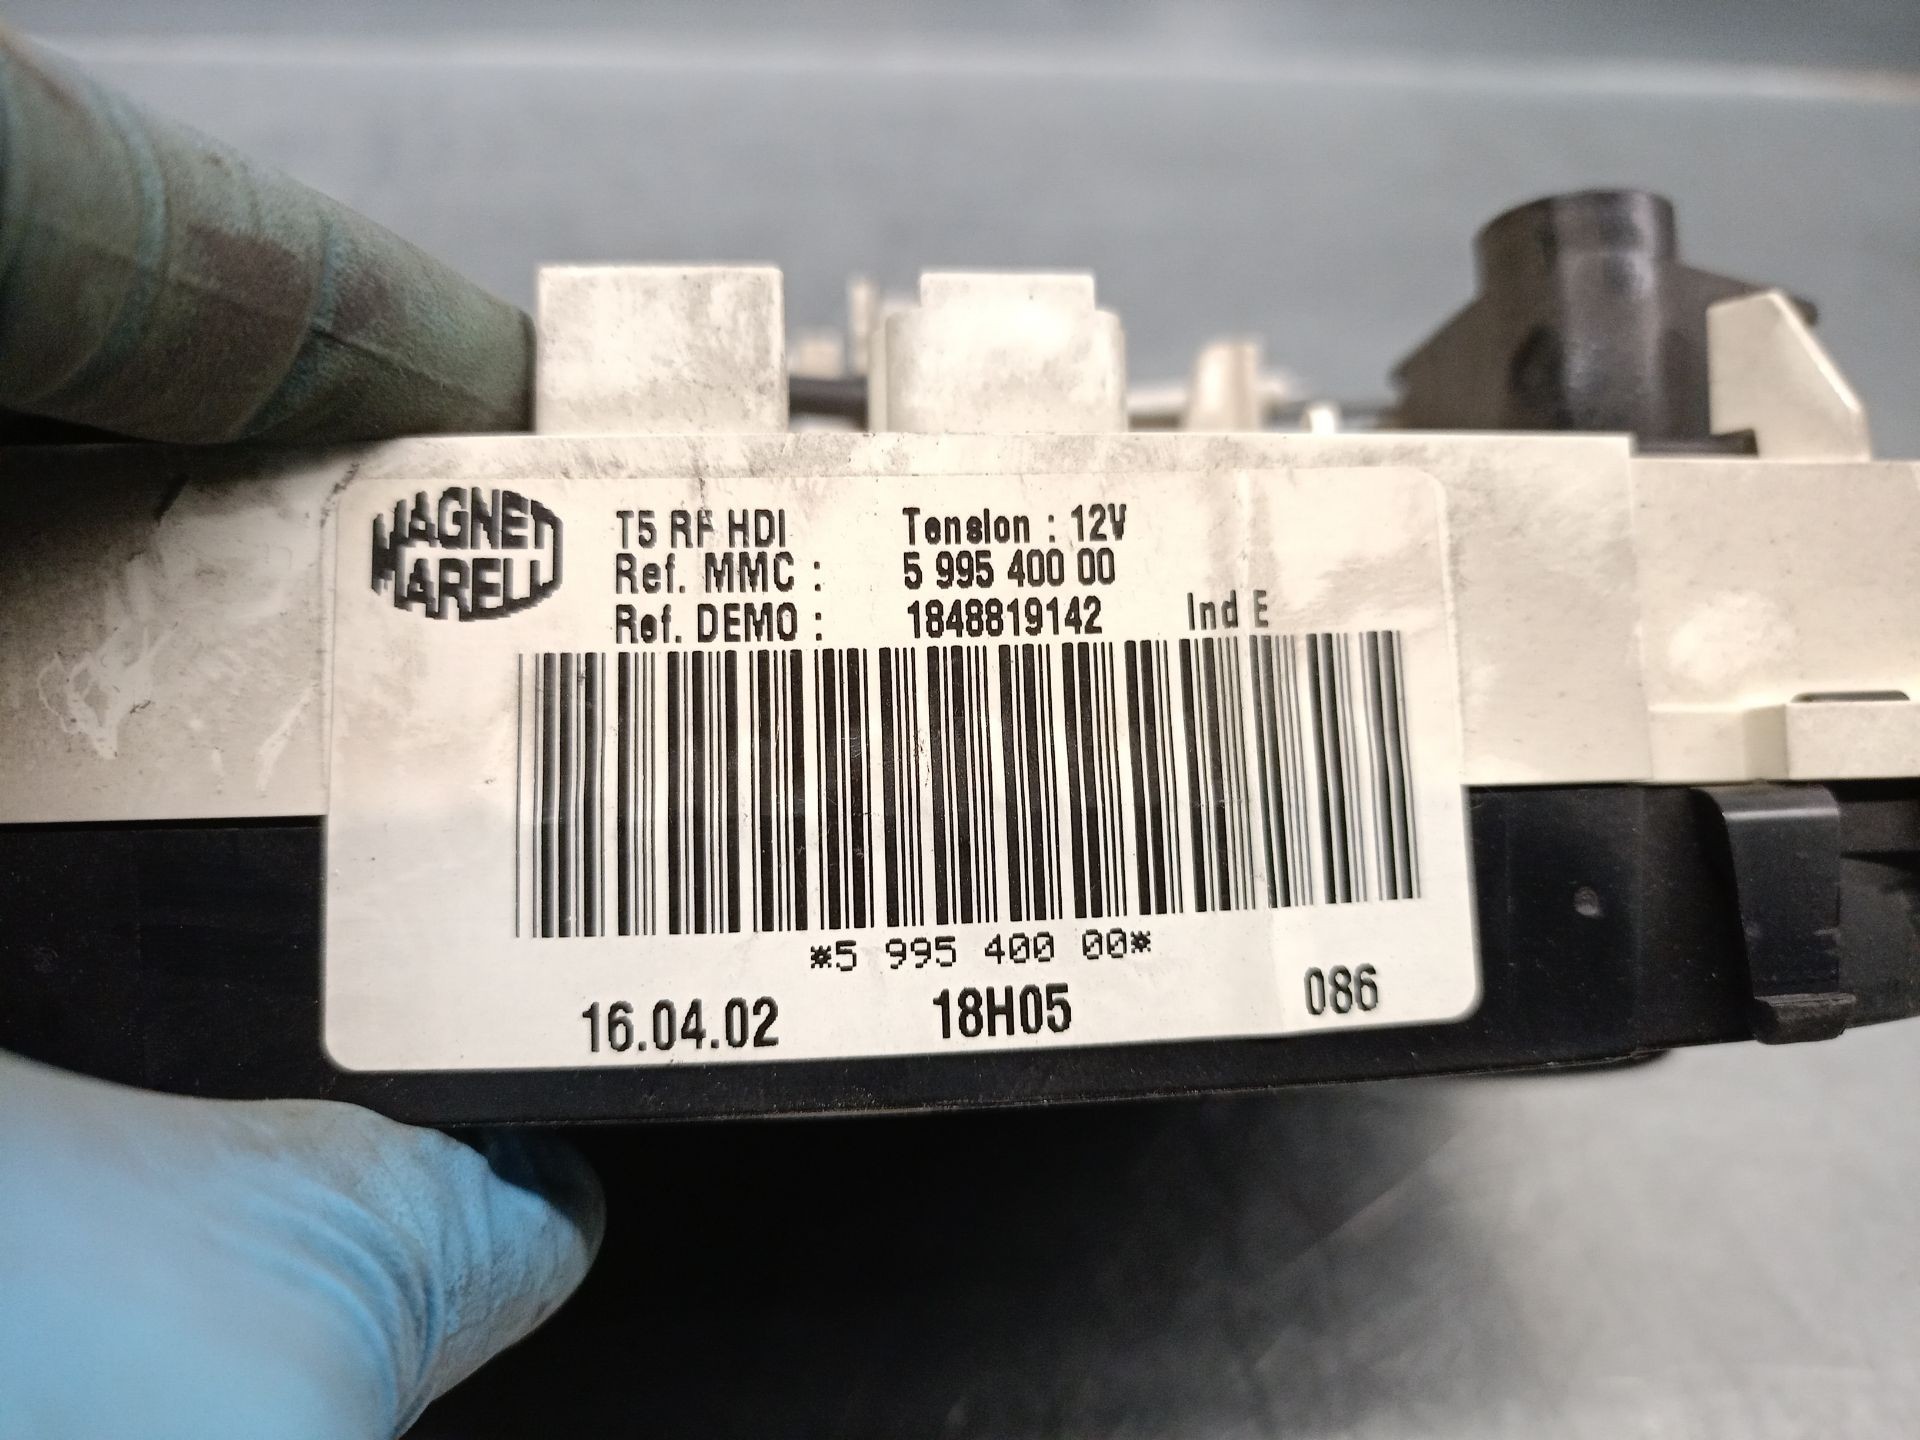 MAGNETI
MARELLI
T5 RF HDI Tension : 12V
Ref. MMC : 5 995 400 00
Ref. DEMO : 1848819142 Ind E
*5 995 400 00*
16.04.02 18H05 086